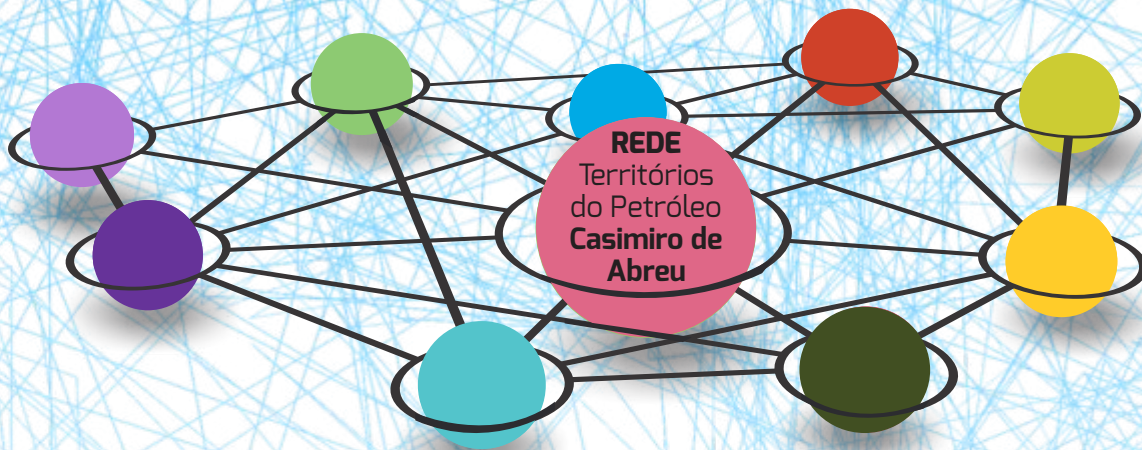 REDE
Territórios
do Petróleo
Casimiro de
Abreu